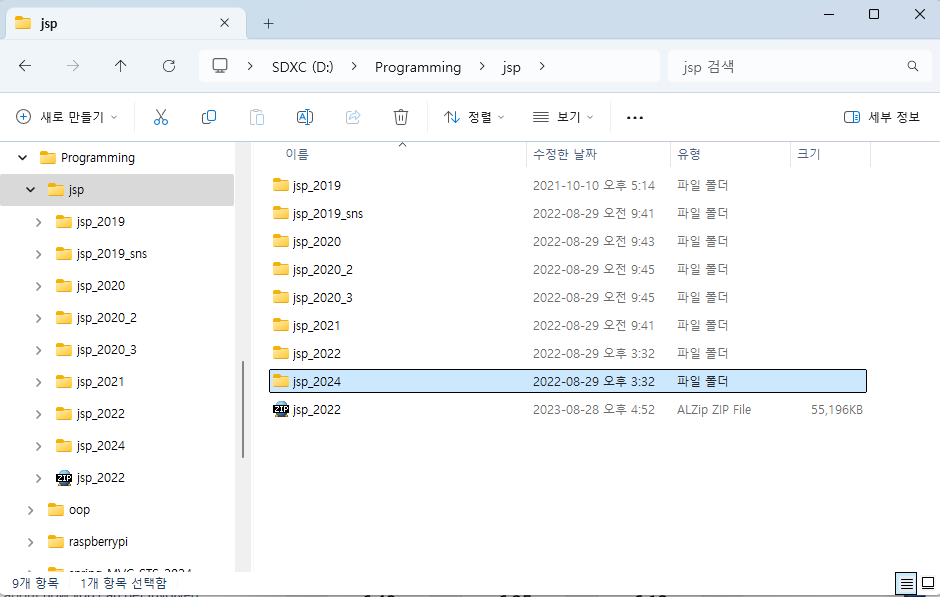 jsp
SDXC (D:) Programming jsp
jsp 검색
새로 만들기 정렬 보기 세부 정보
Programming
jsp
jsp_2019
jsp_2019_sns
jsp_2020
jsp_2020_2
jsp_2020_3
jsp_2021
jsp_2022
jsp_2024
jsp_2022
oop
raspberrypi
spring_MVC_STS_2024
이름 수정한 날짜 유형 크기
jsp_2019 2021-10-10 오후 5:14 파일 폴더
jsp_2019_sns 2022-08-29 오전 9:41 파일 폴더
jsp_2020 2022-08-29 오전 9:43 파일 폴더
jsp_2020_2 2022-08-29 오전 9:45 파일 폴더
jsp_2020_3 2022-08-29 오전 9:45 파일 폴더
jsp_2021 2022-08-29 오전 9:41 파일 폴더
jsp_2022 2022-08-29 오후 3:32 파일 폴더
jsp_2024 2022-08-29 오후 3:32 파일 폴더
ZIP jsp_2022 2023-08-28 오후 4:52 ALZip ZIP File 55,196KB
9개 항목 1개 항목 선택함